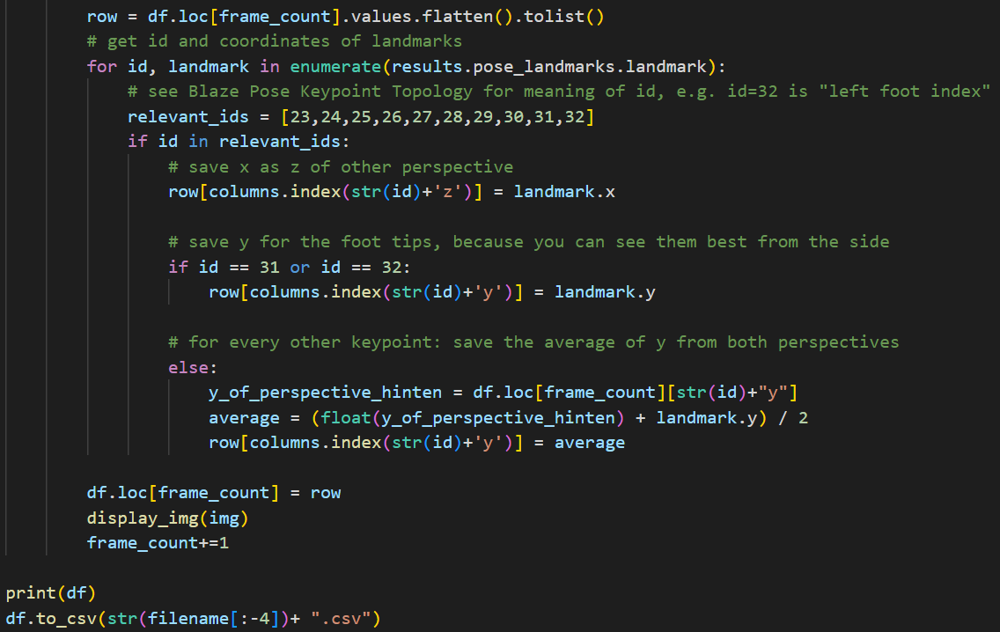 row = df.loc[frame_count].values.flatten().tolist()
# get id and coordinates of landmarks
for id, landmark in enumerate(results.pose_landmarks.landmark):
# see Blaze Pose Keypoint Topology for meaning of id, e.g. id=32 is "left foot index"
relevant_ids = [23,24,25,26,27,28,29,30,31,32]
if id in relevant_ids:
# save x as z of other perspective
row[columns.index(str(id)+'z')] = landmark.x
# save y for the foot tips, because you can see them best from the side
if id == 31 or id == 32:
row[columns.index(str(id)+'y')] = landmark.y
# for every other keypoint: save the average of y from both perspectives
else:
y_of_perspective_hinten = df.loc[frame_count][str(id)+"y"]
average = (float(y_of_perspective_hinten) + landmark.y) / 2
row[columns.index(str(id)+'y')] = average
df.loc[frame_count] = row
display_img(img)
frame_count+=1
print(df)
df.to_csv(str(filename[:-4])+ ".csv")